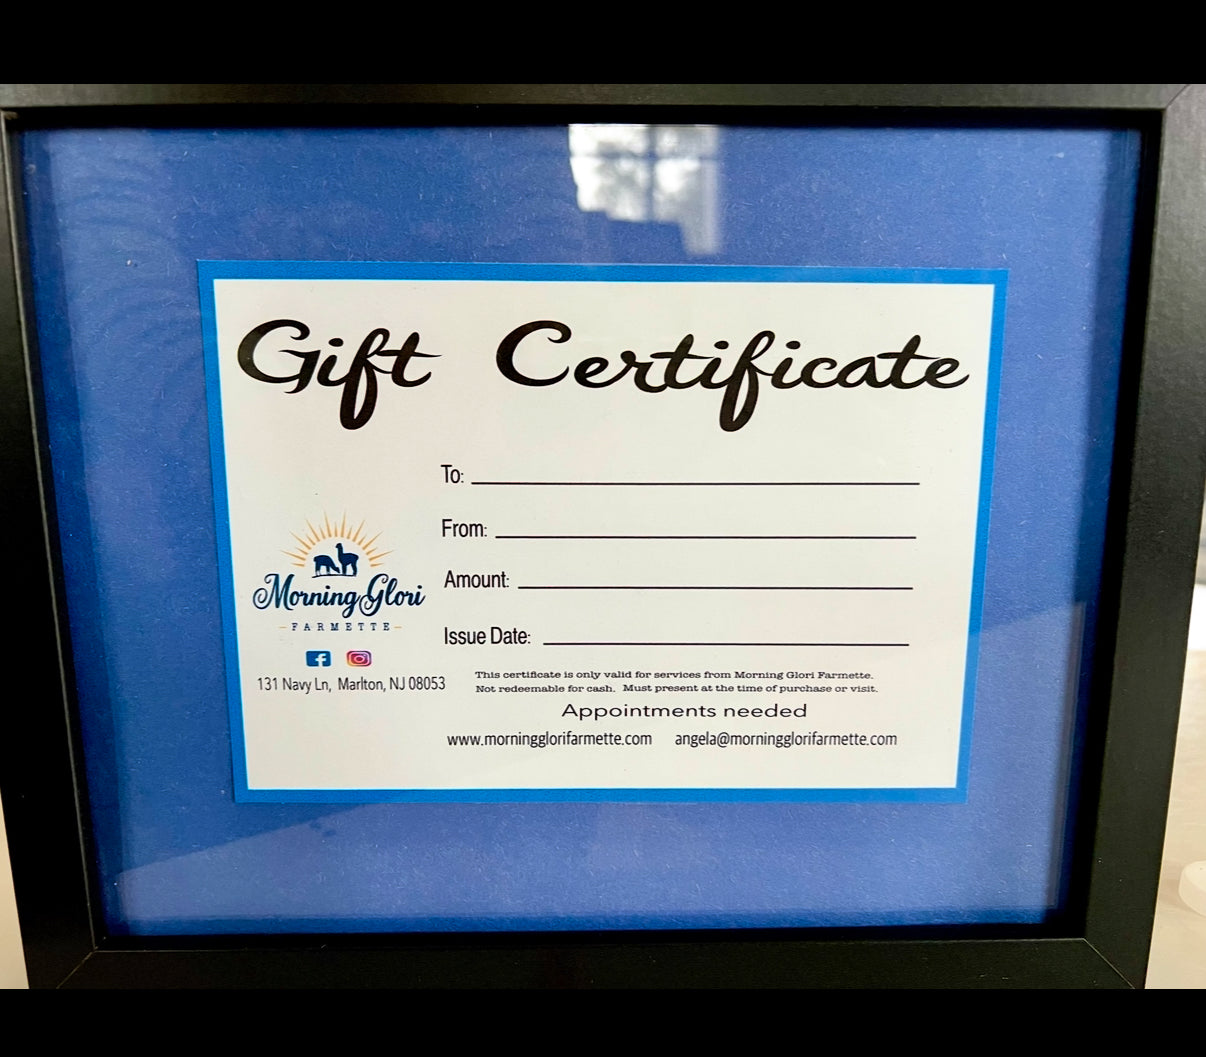 Gift Certificate
To:
From:
Amount:
Issue Date:
Morning Glori
FARMETTE
131 Navy Ln, Marlton, NJ 08053
This certificate is only valid for services from Morning Glori Farmette.
Not redeemable for cash. Must present at the time of purchase or visit.
Appointments needed
www.morningglorifarmette.com angela@morningglorifarmette.com